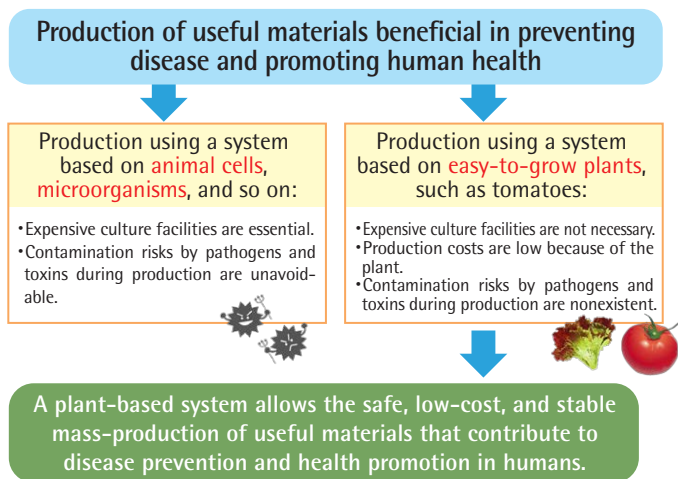 Production of useful materials beneficial in preventing
disease and promoting human health
Production using a system
based on animal cells,
microorganisms, and so on:
•Expensive culture facilities are essential.
•Contamination risks by pathogens and
toxins during production are unavoid-
able.
Production using a system
based on easy-to-grow plants,
such as tomatoes:
•Expensive culture facilities are not necessary.
•Production costs are low because of the
plant.
•Contamination risks by pathogens and
toxins during production are nonexistent.
A plant-based system allows the safe, low-cost, and stable
mass-production of useful materials that contribute to
disease prevention and health promotion in humans.